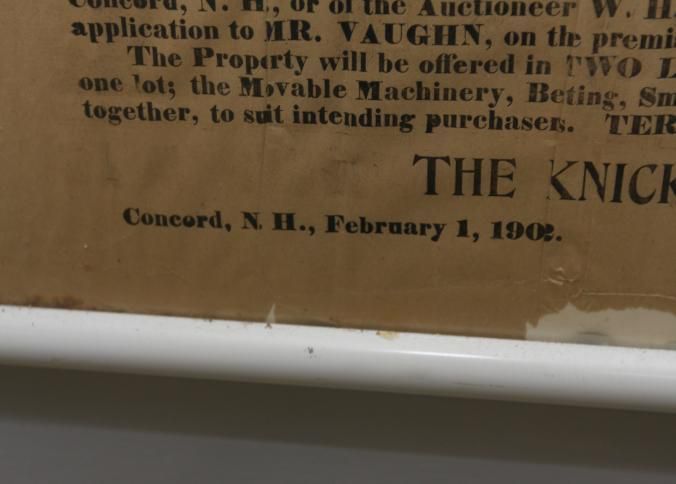 Concord, N. H., or of the Auctioneer W. H.
application to MR. VAUGHN, on the premi
The Property will be offered in TWO L
one lot; the Movable Machinery, Beting, Sm
together, to suit intending purchasers. TER
THE KNICK
Concord, N. H., February 1, 1902.